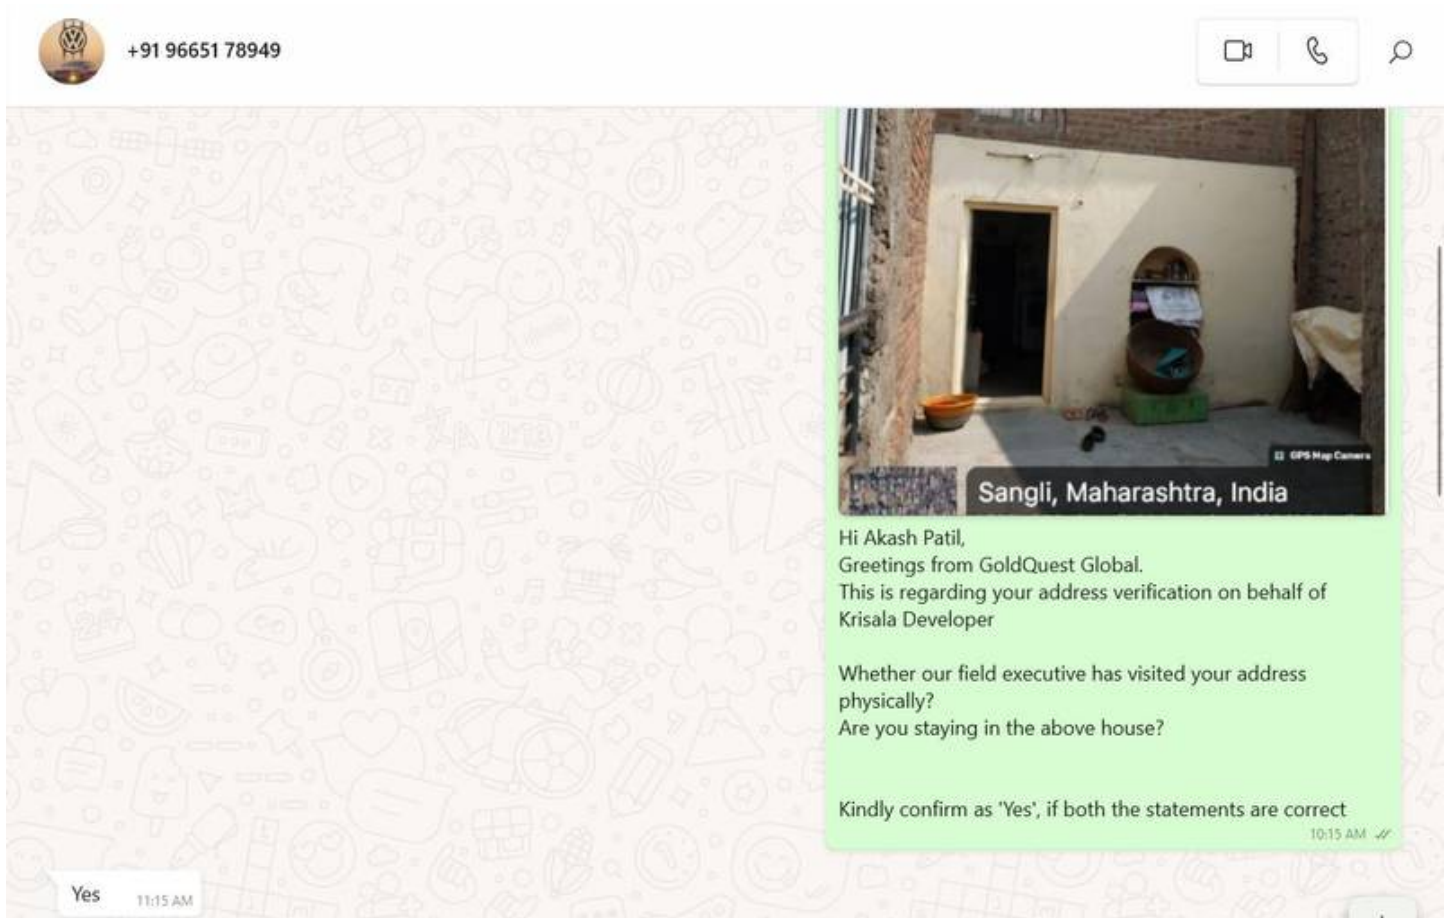 +91 96651 78949
GPS Map Camera
Sangli, Maharashtra, India
Hi Akash Patil,
Greetings from GoldQuest Global.
This is regarding your address verification on behalf of
Krisala Developer
Whether our field executive has visited your address
physically?
Are you staying in the above house?
Kindly confirm as 'Yes', if both the statements are correct
10:15 AM
Yes
11:15 AM